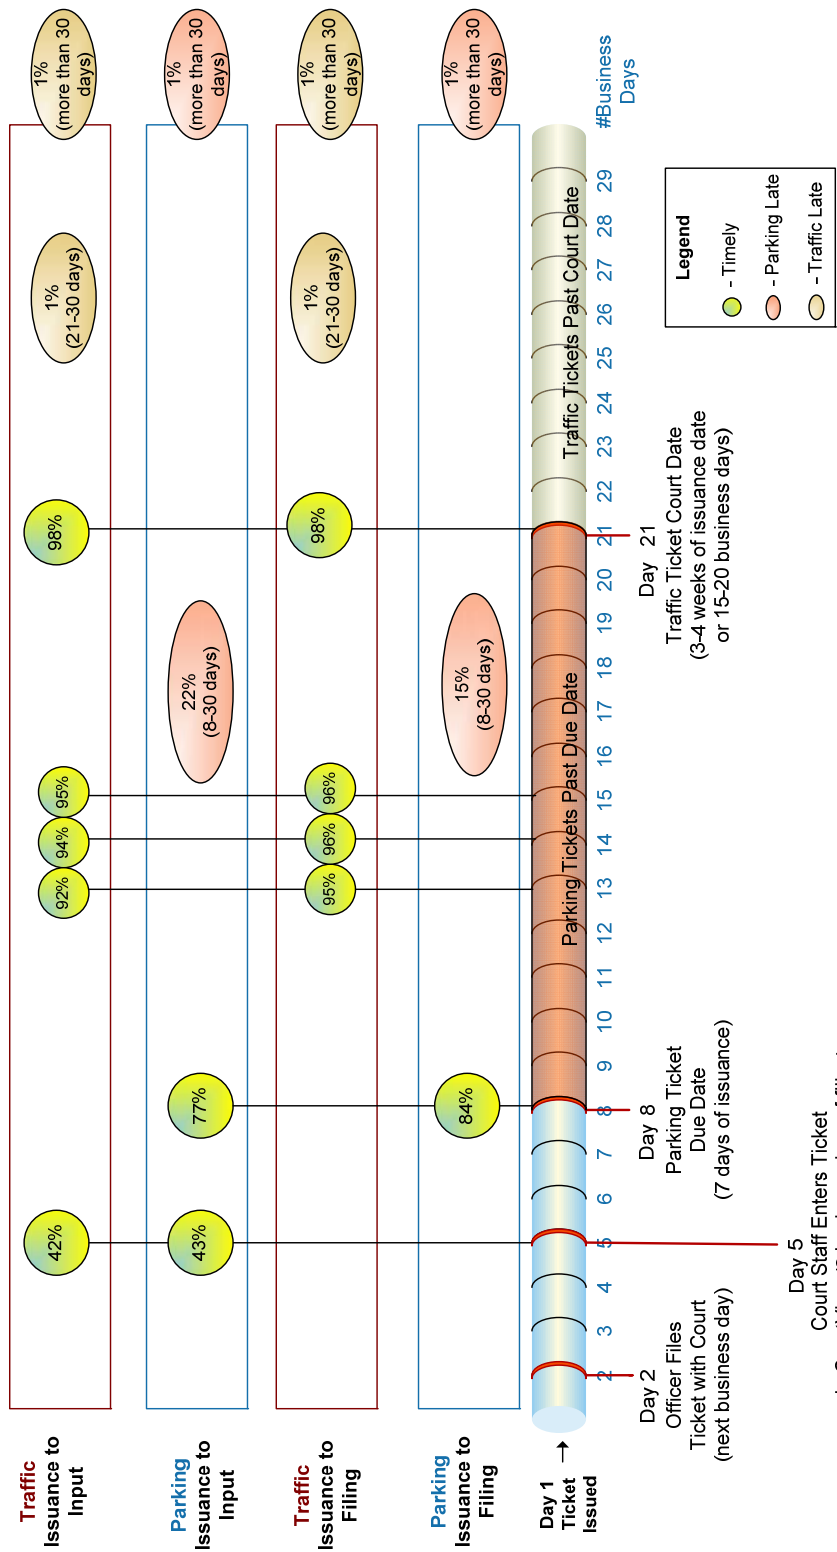 Traffic
Issuance to
Input
42%
92%
94%
95%
98%
1%
(21-30 days)
1%
(more than 30
days)
Parking
Issuance to
Input
43%
77%
22%
(8-30 days)
1%
(more than 30
days)
Traffic
Issuance to
Filing
95%
96%
96%
98%
1%
(21-30 days)
1%
(more than 30
days)
Parking
Issuance to
Filing
84%
15%
(8-30 days)
1%
(more than 30
days)
Day 1
Ticket
Issued
Parking Tickets Past Due Date
Traffic Tickets Past Court Date
2 3 4 5 6 7 8 9 10 11 12 13 14 15 16 17 18 19 20 21 22 23 24 25 26 27 28 29
#Business
Days
Day 2
Officer Files
Ticket with Court
(next business day)
Day 8
Parking Ticket
Due Date
(7 days of issuance)
Day 21
Traffic Ticket Court Date
(3-4 weeks of issuance date
or 15-20 business days)
Legend
- Timely
- Parking Late
- Traffic Late
Day 5
Court Staff Enters Ticket